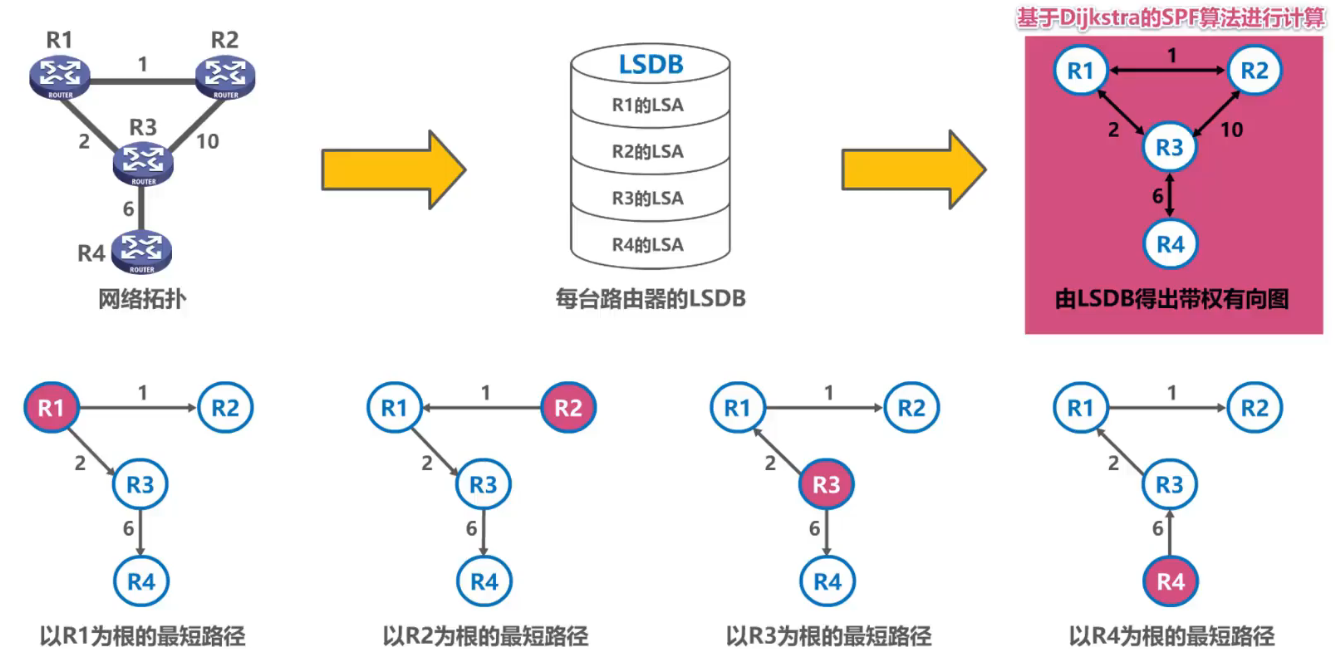 基于Dijkstra的SPF算法进行计算
R1
R2
1
2
R3
10
ROUTER
ROUTER
ROUTER
6
R4
ROUTER
网络拓扑
LSDB
R1的LSA
R2的LSA
R3的LSA
R4的LSA
每台路由器的LSDB
R1
1
R2
2
10
R3
6
R4
由LSDB得出带权有向图
R1
1
R2
2
R3
6
R4
以R1为根的最短路径
R1
1
R2
2
R3
6
R4
以R2为根的最短路径
R1
1
R2
2
R3
6
R4
以R3为根的最短路径
R1
1
R2
2
R3
6
R4
以R4为根的最短路径